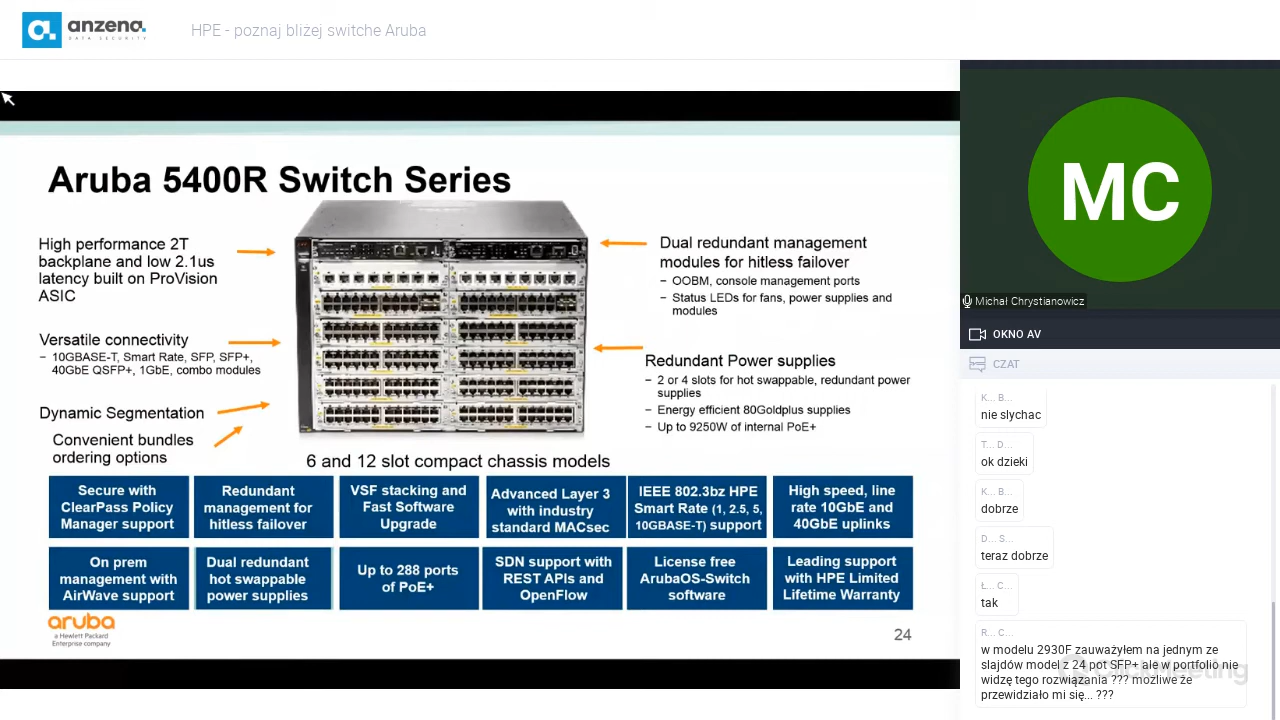 anzena.
DATA SECURITY
HPE - poznaj bliżej switche Aruba
Aruba 5400R Switch Series
High performance 2T
backplane and low 2.1us
latency built on ProVision
ASIC
Versatile connectivity
− 10GBASE-T, Smart Rate, SFP, SFP+,
40GbE QSFP+, 1GbE, combo modules
Dynamic Segmentation
Convenient bundles
ordering options
Dual redundant management
modules for hitless failover
− OOBM, console management ports
− Status LEDs for fans, power supplies and
modules
Redundant Power supplies
− 2 or 4 slots for hot swappable, redundant power
supplies
− Energy efficient 80Goldplus supplies
− Up to 9250W of internal PoE+
6 and 12 slot compact chassis models
Secure with
ClearPass Policy
Manager support
Redundant
management for
hitless failover
VSF stacking and
Fast Software
Upgrade
Advanced Layer 3
with industry
standard MACsec
IEEE 802.3bz HPE
Smart Rate (1, 2.5, 5,
10GBASE-T) support
High speed, line
rate 10GbE and
40GbE uplinks
On prem
management with
AirWave support
Dual redundant
hot swappable
power supplies
Up to 288 ports
of PoE+
SDN support with
REST APIs and
OpenFlow
License free
ArubaOS-Switch
software
Leading support
with HPE Limited
Lifetime Warranty
aruba
a Hewlett Packard
Enterprise company
24
MC
Michał Chrystianowicz
OKNO AV
CZAT
K... B...
nie slychac
T... D...
ok dzieki
K... B...
dobrze
D... S...
teraz dobrze
Ł... C...
tak
R... C...
w modelu 2930F zauważyłem na jednym ze
slajdów model z 24 pot SFP+ ale w portfolio nie
widzę tego rozwiązania ??? możliwe że
przewidziało mi się... ???